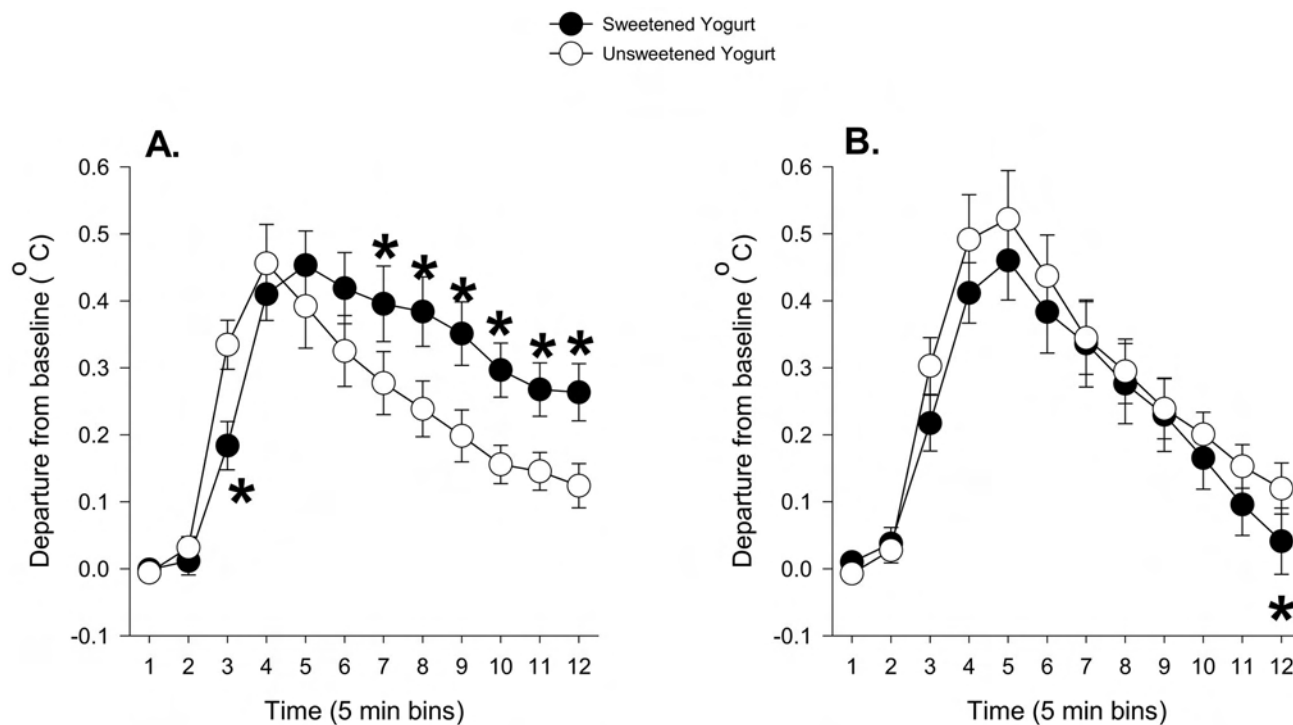 Sweetened Yogurt
Unsweetened Yogurt
A.
0.6
0.5
0.4
0.3
0.2
0.1
0.0
-0.1
Departure from baseline (°C)
* * * * * * *
1 2 3 4 5 6 7 8 9 10 11 12
Time (5 min bins)
B.
0.6
0.5
0.4
0.3
0.2
0.1
0.0
-0.1
Departure from baseline (°C)
*
1 2 3 4 5 6 7 8 9 10 11 12
Time (5 min bins)